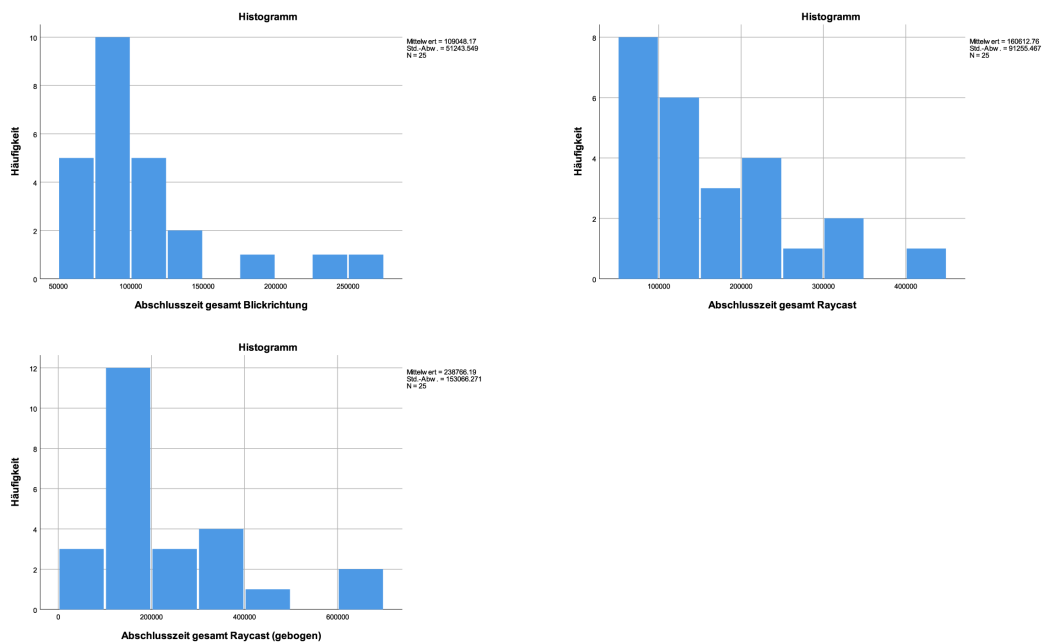 Histogramm
Mittelwert = 109048.17
Std.-Abw. = 51243.549
N = 25
10
8
6
4
2
0
Häufigkeit
50000 100000 150000 200000 250000
Abschlusszeit gesamt Blickrichtung
Histogramm
Mittelwert = 160612.76
Std.-Abw. = 91255.467
N = 25
8
6
4
2
0
Häufigkeit
100000 200000 300000 400000
Abschlusszeit gesamt Raycast
Histogramm
Mittelwert = 238766.19
Std.-Abw. = 153066.271
N = 25
12
10
8
6
4
2
0
Häufigkeit
0 200000 400000 600000
Abschlusszeit gesamt Raycast (gebogen)